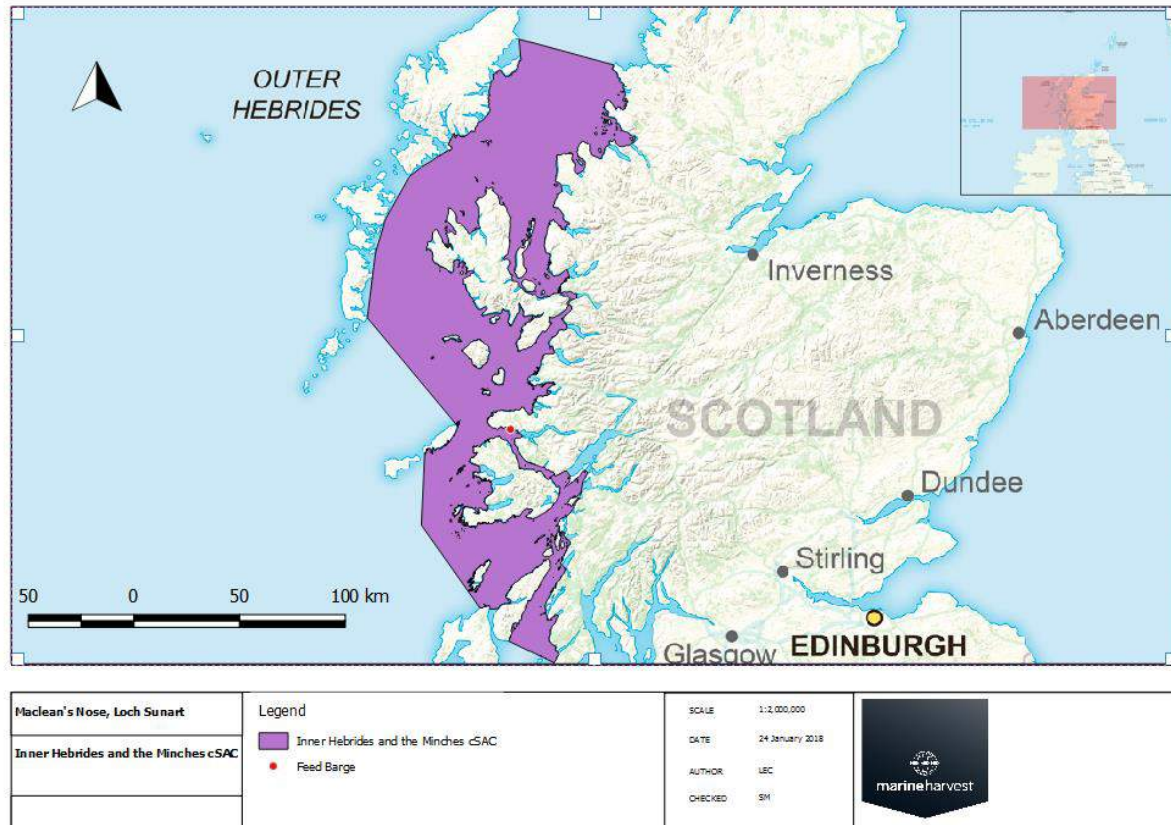 OUTER
HEBRIDES
Inverness
Aberdeen
SCOTLAND
Dundee
Stirling
50 0 50 100 km
Glasgow
EDINBURGH
Maclean's Nose, Loch Sunart
Inner Hebrides and the Minches cSAC
Legend
Inner Hebrides and the Minches cSAC
Feed Barge
SCALE 1:2,000,000
DATE 24 January 2018
AUTHOR LEC
CHECKED SM
marineharvest